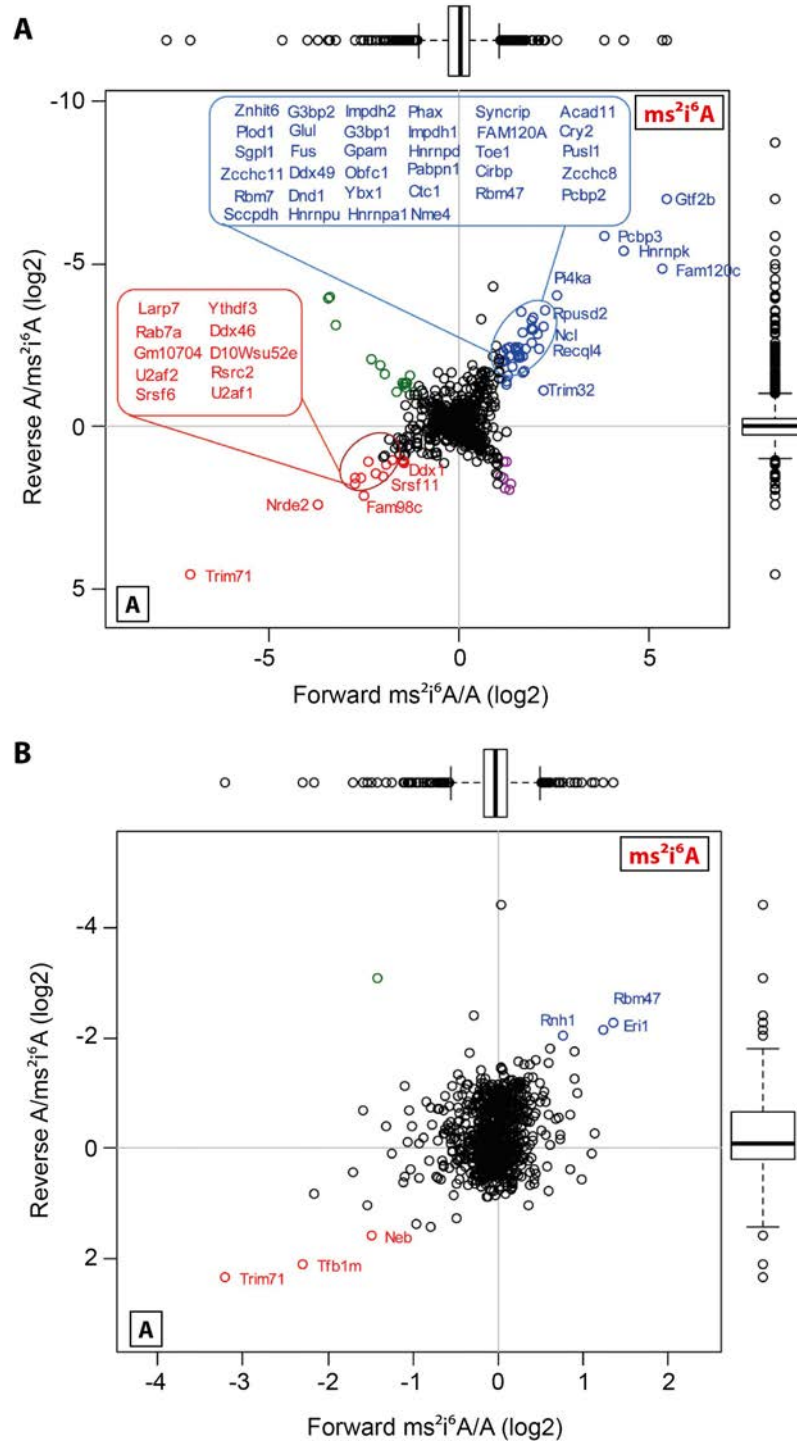 A
ms²i⁶A
Znhit6 G3bp2 Impdh2 Phax Syncrip Acad11
Plod1 Glul G3bp1 Impdh1 FAM120A Cry2
Sgpl1 Fus Gpam Hnrnpd Toe1 Pusl1
Zcchc11 Ddx49 Obfc1 Pabpn1 Cirbp Zcchc8
Rbm7 Dnd1 Ybx1 Ctc1 Rbm47 Pcbp2
Sccpdh Hnrnpu Hnrnpa1 Nme4
Gtf2b
Pcbp3
Hnrnpk
Fam120c
Pi4ka
Rpusd2
Ncl
Recql4
Trim32
Larp7 Ythdf3
Rab7a Ddx46
Gm10704 D10Wsu52e
U2af2 Rsrc2
Srsf6 U2af1
Ddx1
Srsf11
Nrde2
Fam98c
Trim71
A
-10
-5
0
5
Reverse A/ms²i⁶A (log2)
-5 0 5
Forward ms²i⁶A/A (log2)
B
ms²i⁶A
Rbm47
Rnh1
Eri1
Neb
Tfb1m
Trim71
A
-4
-2
0
2
Reverse A/ms²i⁶A (log2)
-4 -3 -2 -1 0 1 2
Forward ms²i⁶A/A (log2)